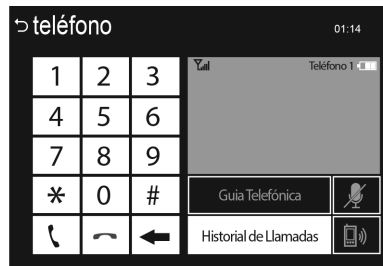 teléfono
01:14
1 2 3
4 5 6
7 8 9
* 0 #
Teléfono 1
Guia Telefónica
Historial de Llamadas